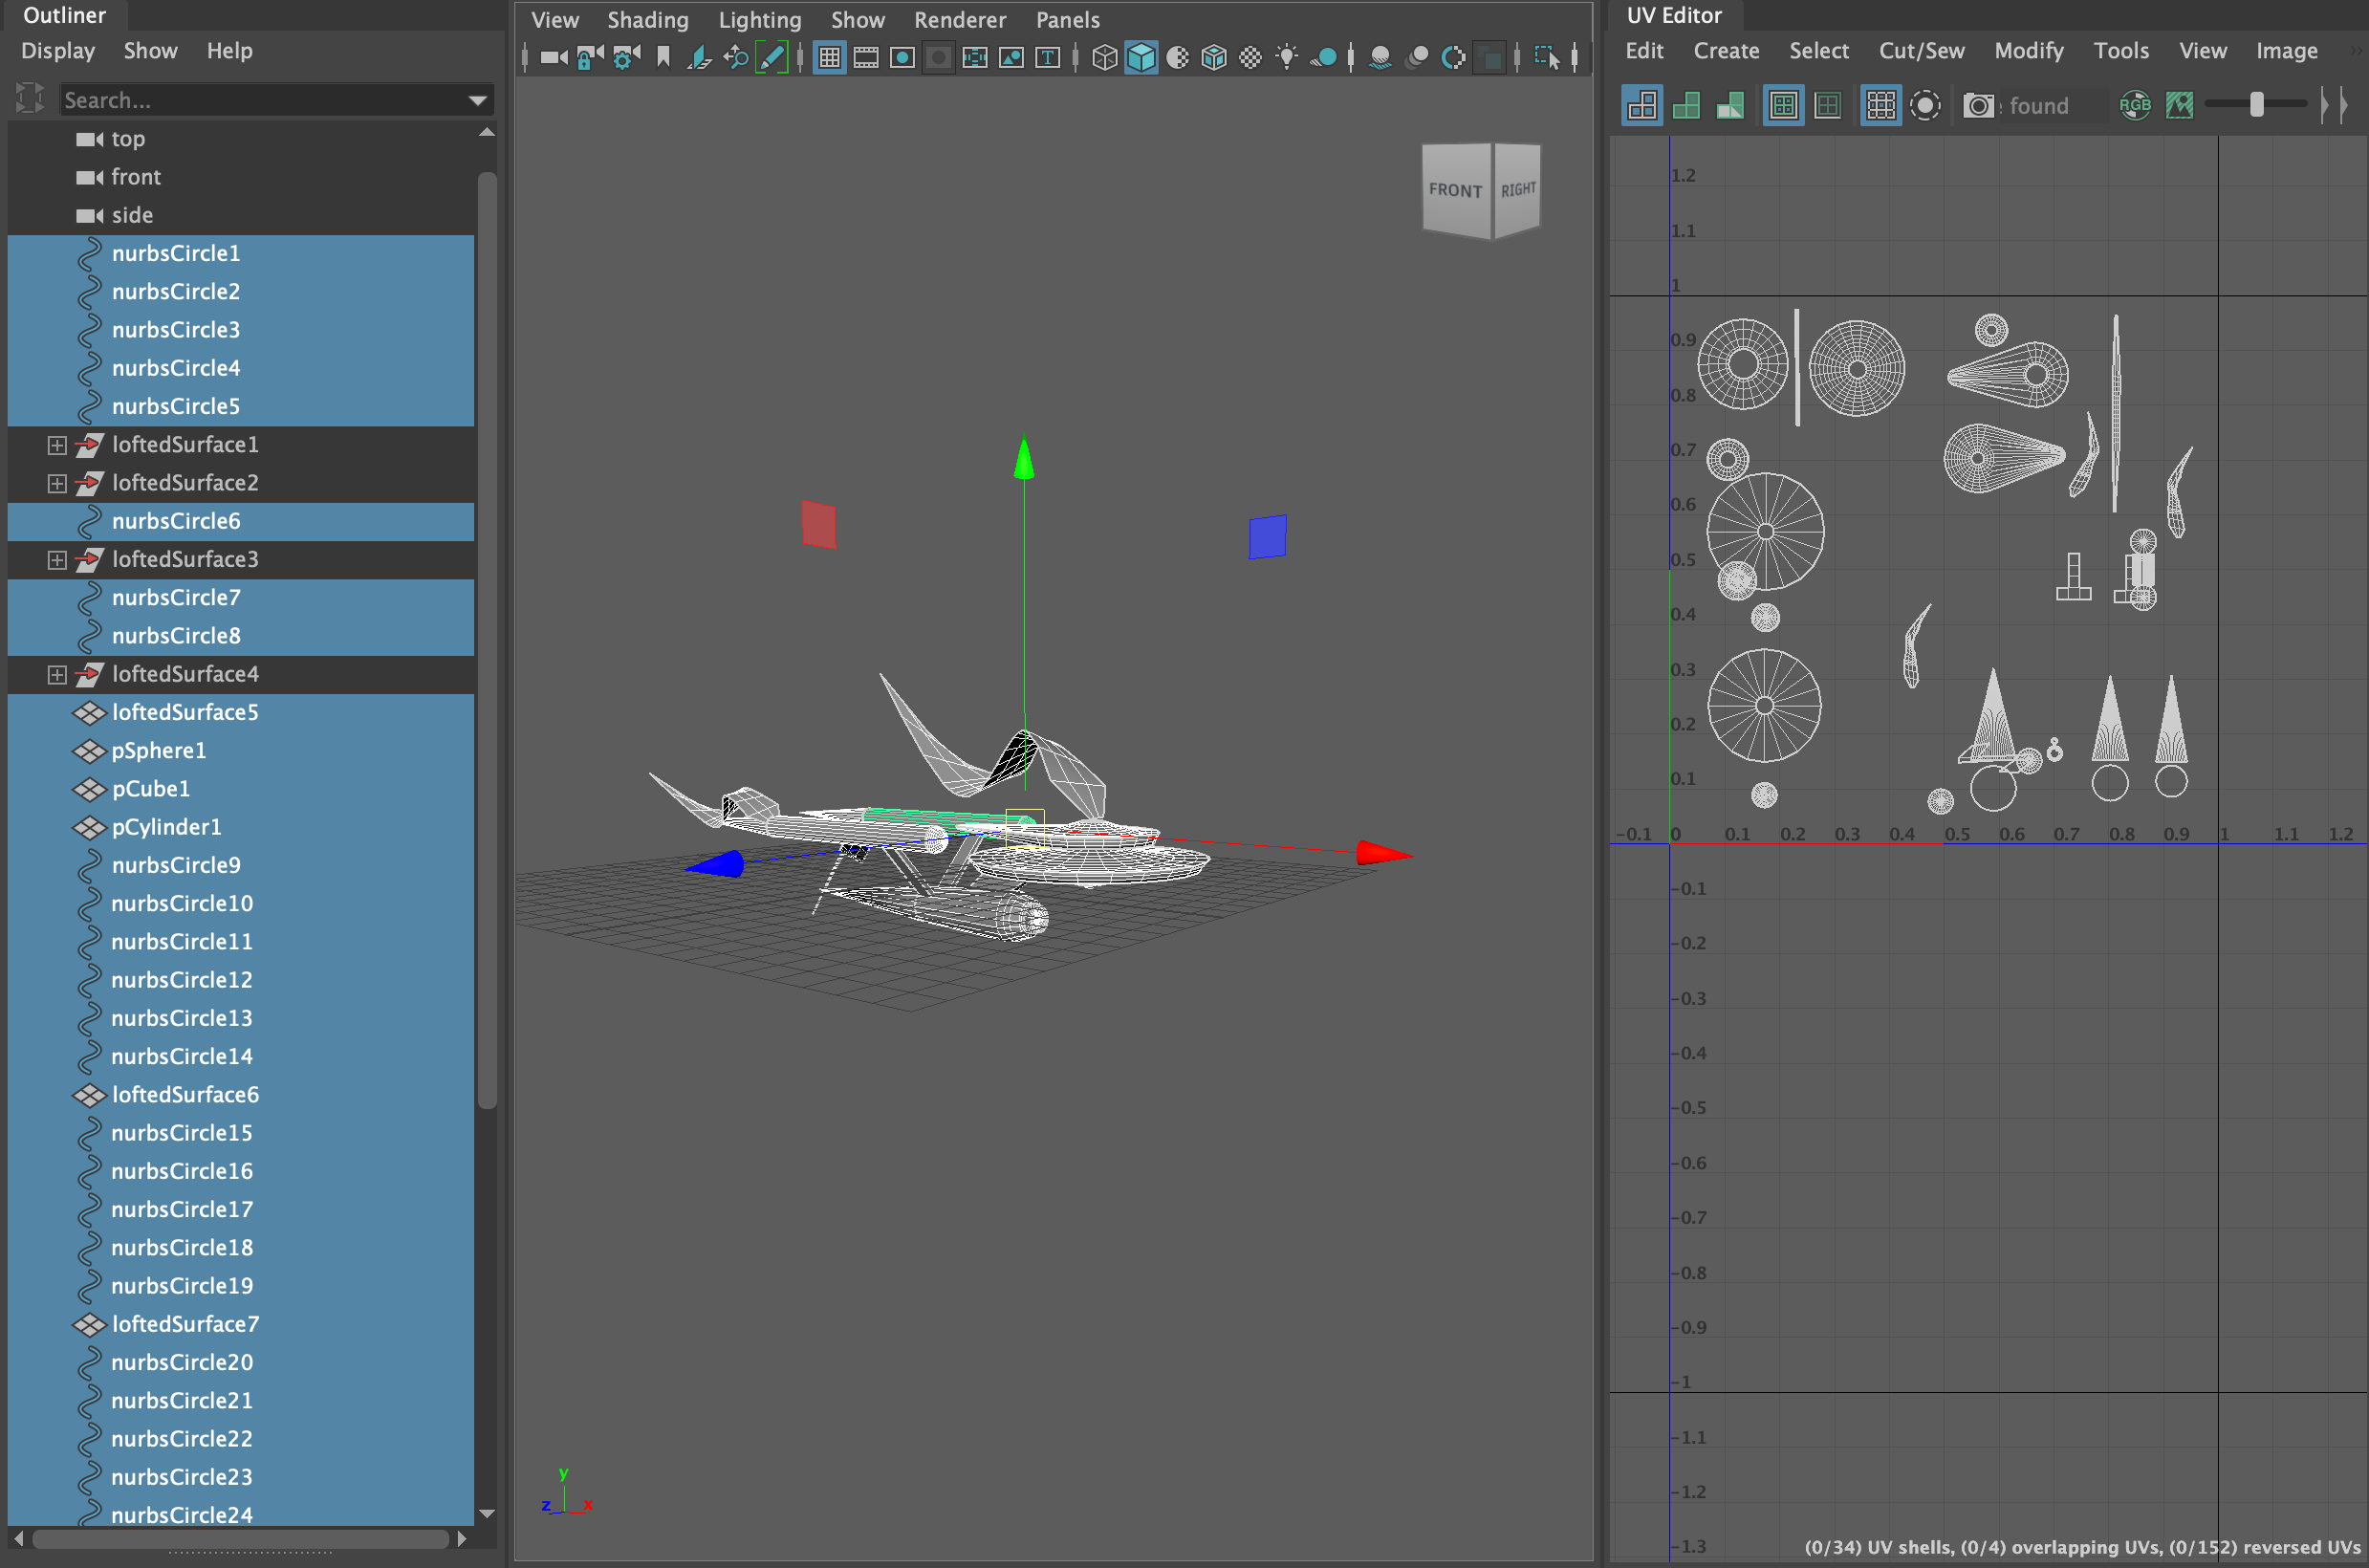 Outliner
Display Show Help
Search...
top
front
side
nurbsCircle1
nurbsCircle2
nurbsCircle3
nurbsCircle4
nurbsCircle5
loftedSurface1
loftedSurface2
nurbsCircle6
loftedSurface3
nurbsCircle7
nurbsCircle8
loftedSurface4
loftedSurface5
pSphere1
pCube1
pCylinder1
nurbsCircle9
nurbsCircle10
nurbsCircle11
nurbsCircle12
nurbsCircle13
nurbsCircle14
loftedSurface6
nurbsCircle15
nurbsCircle16
nurbsCircle17
nurbsCircle18
nurbsCircle19
loftedSurface7
nurbsCircle20
nurbsCircle21
nurbsCircle22
nurbsCircle23
nurbsCircle24
View Shading Lighting Show Renderer Panels
T
FRONT RIGHT
y
z x
UV Editor
Edit Create Select Cut/Sew Modify Tools View Image
found RGB
1.2
1.1
1
0.9
0.8
0.7
0.6
0.5
0.4
0.3
0.2
0.1
-0.1 0 0.1 0.2 0.3 0.4 0.5 0.6 0.7 0.8 0.9 1 1.1 1.2
-0.1
-0.2
-0.3
-0.4
-0.5
-0.6
-0.7
-0.8
-0.9
-1
-1.1
-1.2
-1.3
(0/34) UV shells, (0/4) overlapping UVs, (0/152) reversed UVs